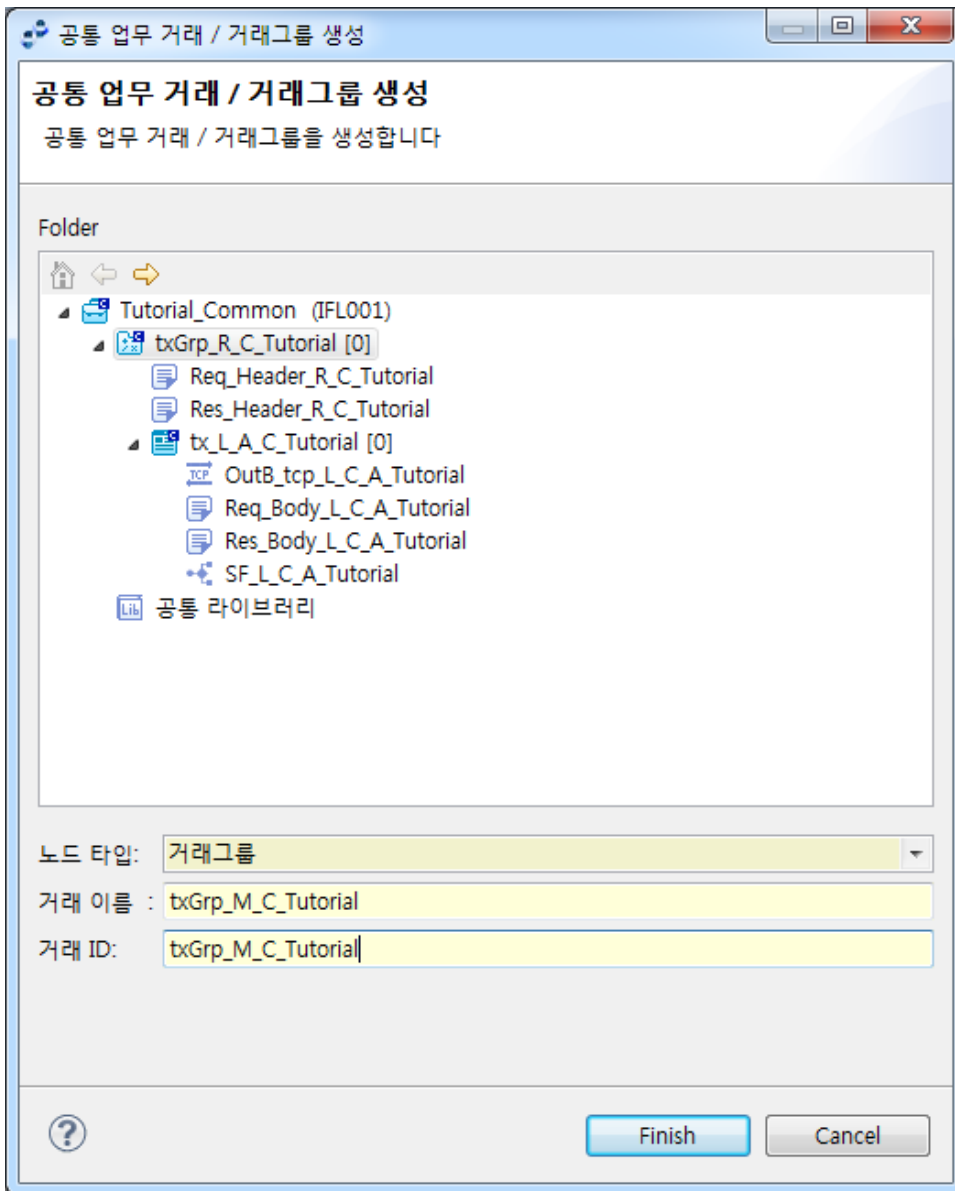 공통 업무 거래 / 거래그룹 생성
공통 업무 거래 / 거래그룹 생성
공통 업무 거래 / 거래그룹을 생성합니다
Folder
Tutorial_Common (IFL001)
txGrp_R_C_Tutorial [0]
Req_Header_R_C_Tutorial
Res_Header_R_C_Tutorial
tx_L_A_C_Tutorial [0]
TCP OutB_tcp_L_C_A_Tutorial
Req_Body_L_C_A_Tutorial
Res_Body_L_C_A_Tutorial
SF_L_C_A_Tutorial
Lib 공통 라이브러리
노드 타입: 거래그룹
거래 이름 : txGrp_M_C_Tutorial
거래 ID: txGrp_M_C_Tutorial
? Finish Cancel